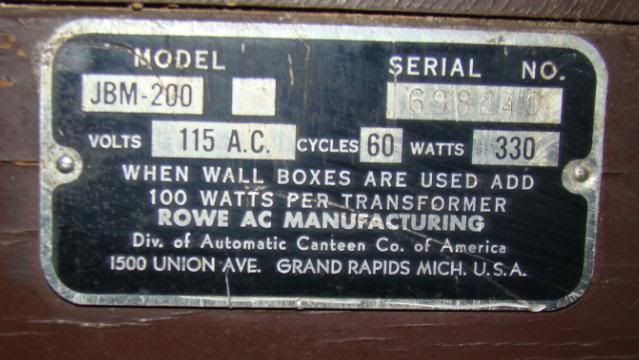 MODEL SERIAL NO.
JBM-200 698240
VOLTS 115 A.C. CYCLES 60 WATTS 330
WHEN WALL BOXES ARE USED ADD
100 WATTS PER TRANSFORMER
ROWE AC MANUFACTURING
Div. of Automatic Canteen Co. of America
1500 UNION AVE. GRAND RAPIDS MICH. U.S.A.